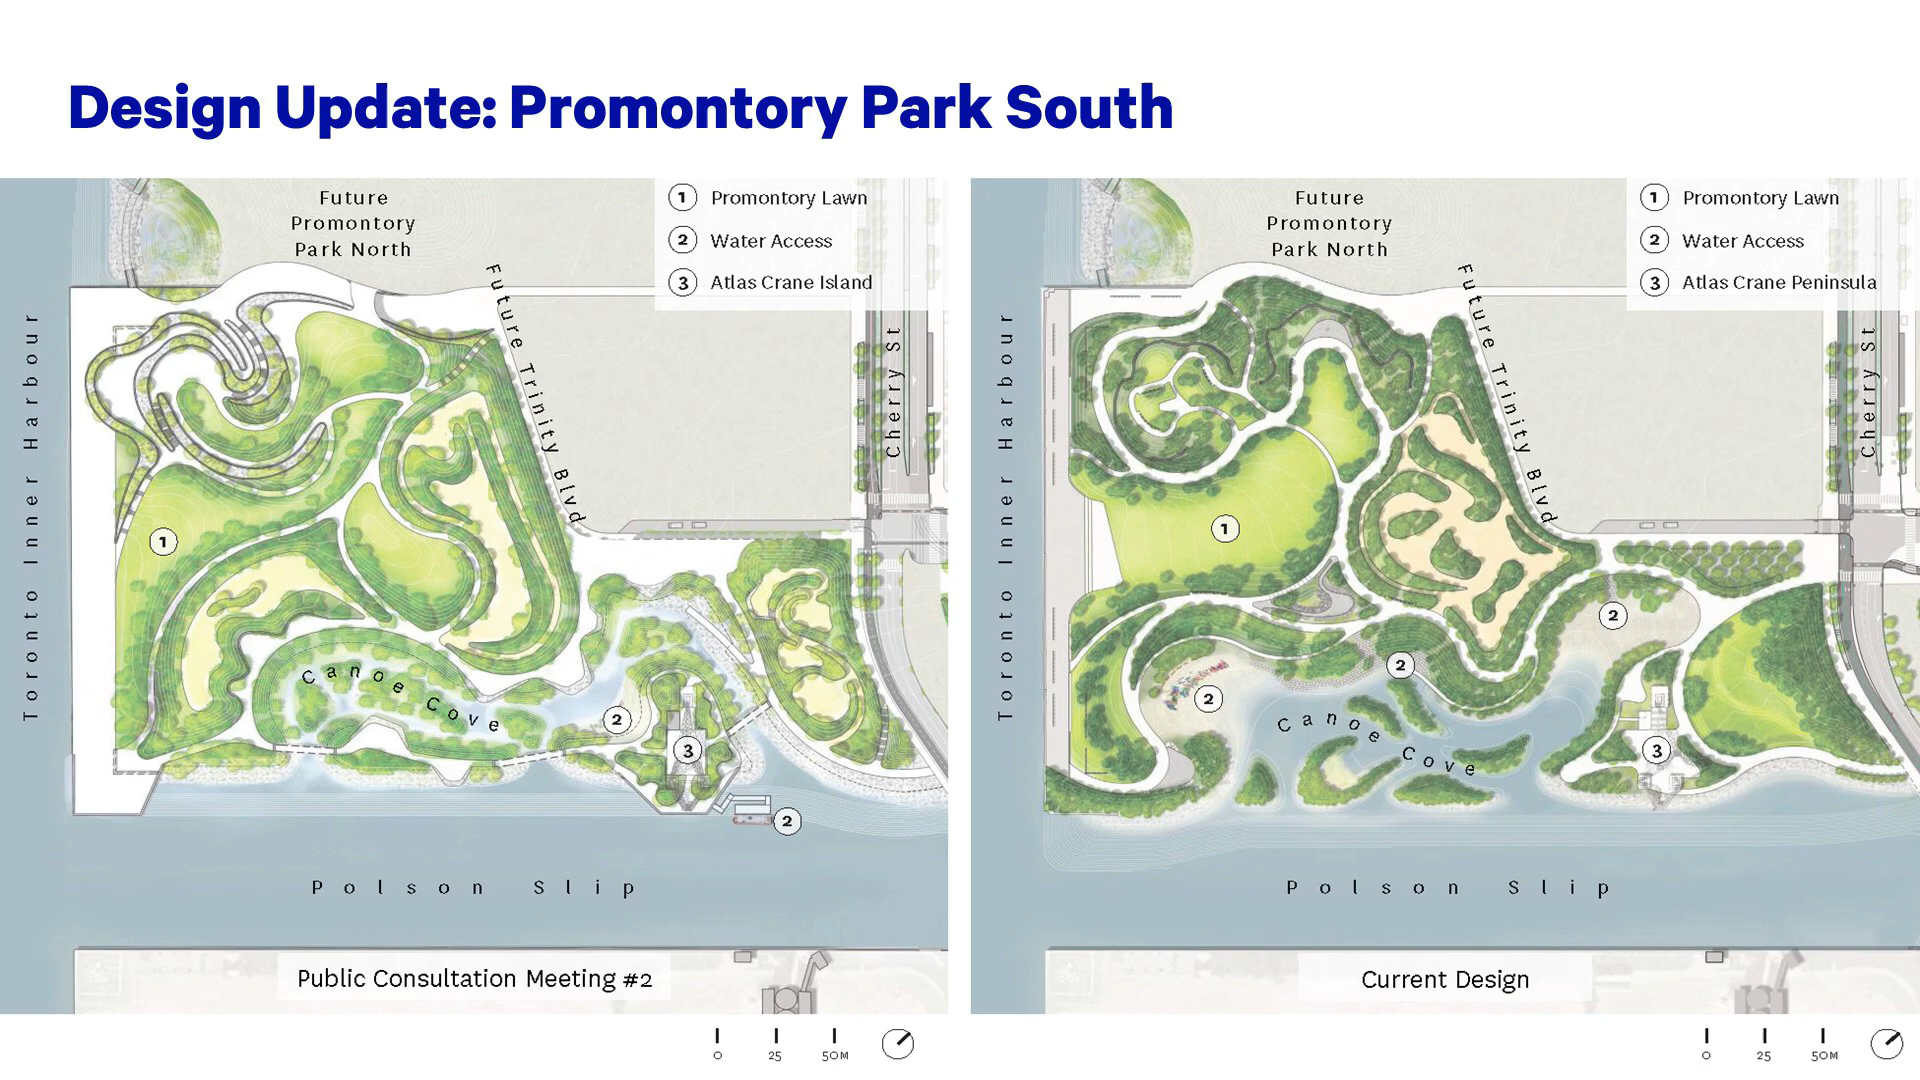 Design Update: Promontory Park South
Future
Promontory
Park North
1 Promontory Lawn
2 Water Access
3 Atlas Crane Island
Toronto Inner Harbour
Future Trinity Blvd
Cherry St
1
Canoe Cove
2
3
2
Polson Slip
Public Consultation Meeting #2
0 25 50M
Future
Promontory
Park North
1 Promontory Lawn
2 Water Access
3 Atlas Crane Peninsula
Toronto Inner Harbour
Future Trinity Blvd
Cherry St
1
2
2
2
Canoe Cove
3
Polson Slip
Current Design
0 25 50M